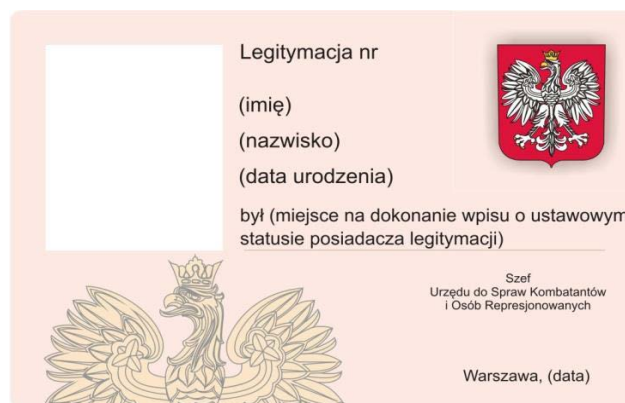 Legitymacja nr
(imię)
(nazwisko)
(data urodzenia)
był (miejsce na dokonanie wpisu o ustawowym
statusie posiadacza legitymacji)
Szef
Urzędu do Spraw Kombatantów
i Osób Represjonowanych
Warszawa, (data)